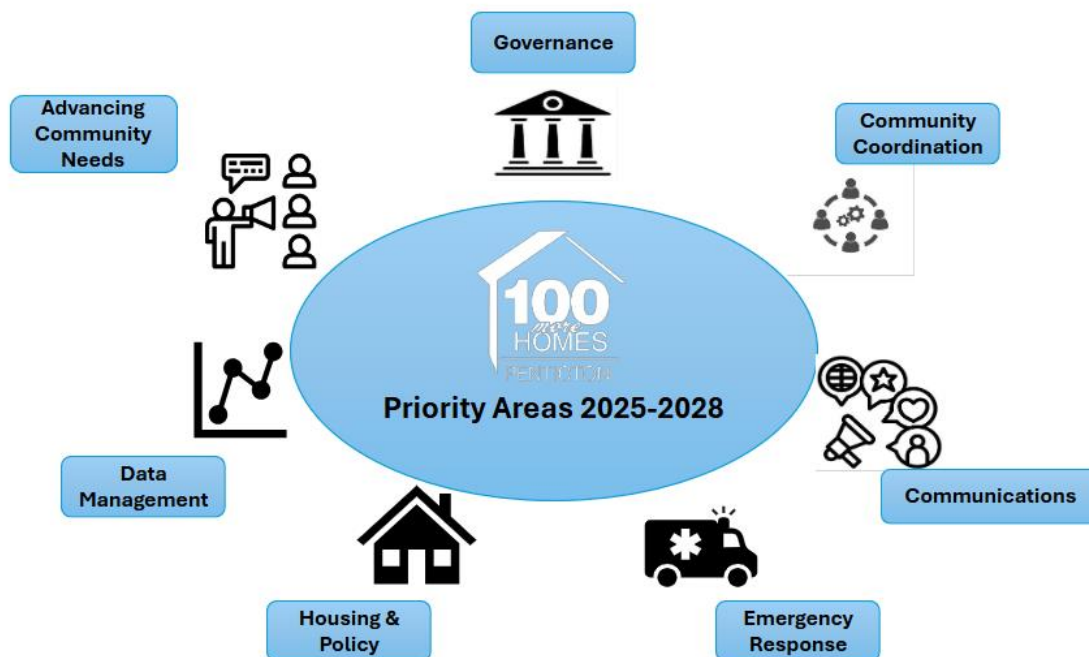 Governance
Advancing
Community
Needs
Community
Coordination
100
more
HOMES
PENTICTON
Priority Areas 2025-2028
Data
Management
Communications
Housing &
Policy
Emergency
Response